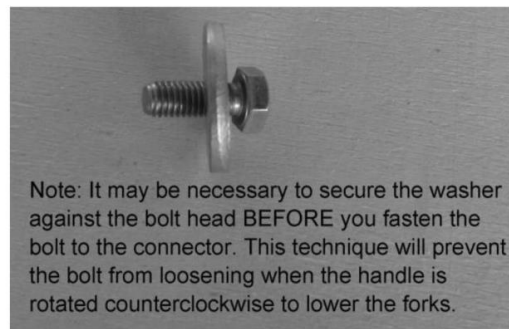 Note: It may be necessary to secure the washer
against the bolt head BEFORE you fasten the
bolt to the connector. This technique will prevent
the bolt from loosening when the handle is
rotated counterclockwise to lower the forks.